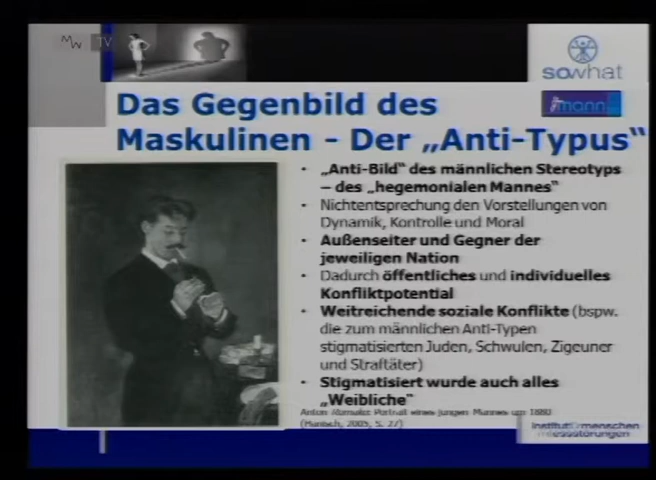 MW TV
sowhat
mann
Das Gegenbild des
Maskulinen - Der „Anti-Typus“
• „Anti-Bild“ des männlichen Stereotyps
– des „hegemonialen Mannes“
• Nichtentsprechung den Vorstellungen von
Dynamik, Kontrolle und Moral
• Außenseiter und Gegner der
jeweiligen Nation
• Dadurch öffentliches und individuelles
Konfliktpotential
• Weitreichende soziale Konflikte (bspw.
die zum männlichen Anti-Typen
stigmatisierten Juden, Schwulen, Zigeuner
und Straftäter)
• Stigmatisiert wurde auch alles
„Weibliche“
Anton Romako: Portrait eines jungen Mannes um 1880
2005, S. 27)
menschen